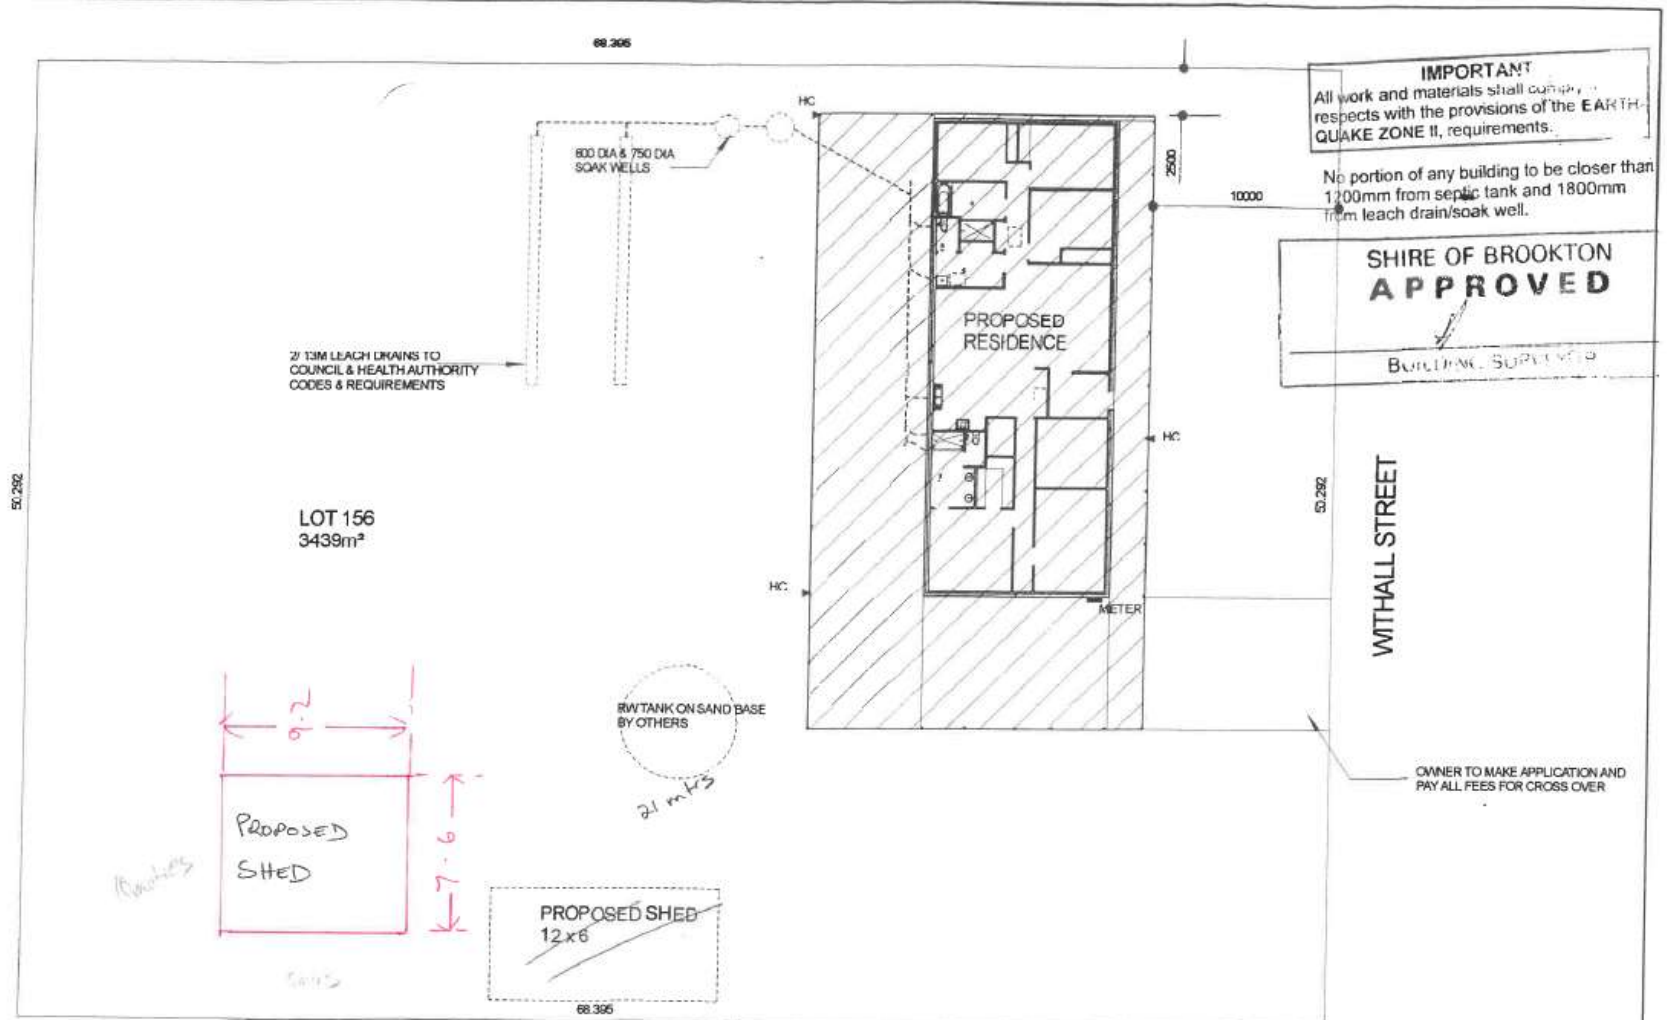 68.395
IMPORTANT
All work and materials shall comply
respects with the provisions of the EARTH-
QUAKE ZONE II, requirements.
No portion of any building to be closer than
1200mm from septic tank and 1800mm
from leach drain/soak well.
SHIRE OF BROOKTON
APPROVED
BUILDING SURVEYOR
HC
600 DIA & 750 DIA
SOAK WELLS
2500
10000
2/ 13M LEACH DRAINS TO
COUNCIL & HEALTH AUTHORITY
CODES & REQUIREMENTS
PROPOSED
RESIDENCE
HC
50.292
50.292
WITHALL STREET
LOT 156
3439m²
HC
METER
RW TANK ON SAND BASE
BY OTHERS
21 mtrs
9.2
7.6
PROPOSED
SHED
OWNER TO MAKE APPLICATION AND
PAY ALL FEES FOR CROSS OVER
PROPOSED SHED
12 x 6
68.395